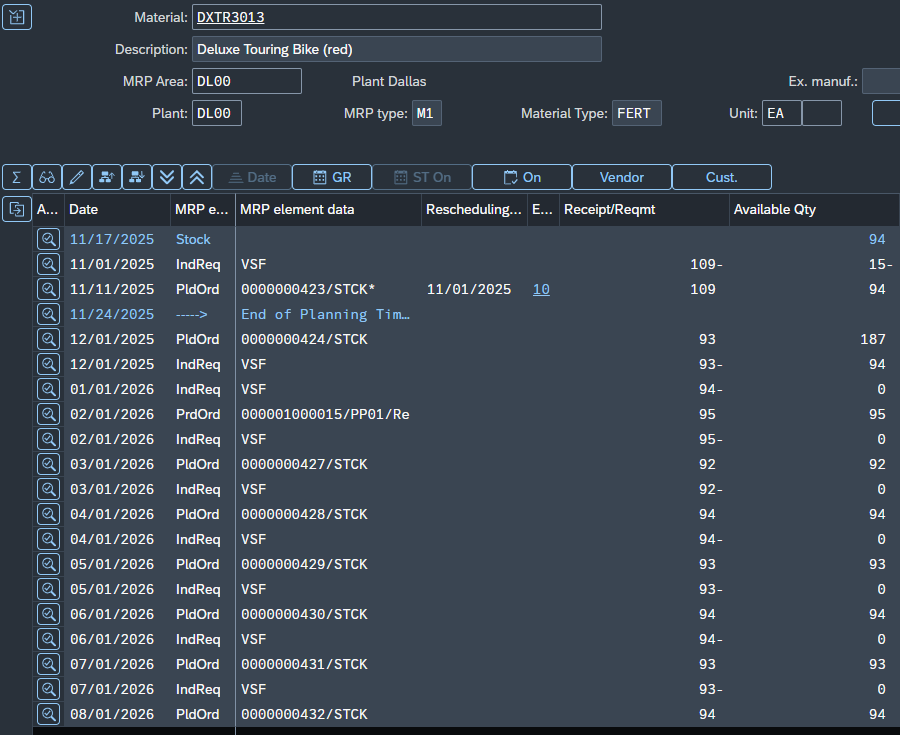 Material: DXTR3013
Description: Deluxe Touring Bike (red)
MRP Area: DL00 Plant Dallas Ex. manuf.:
Plant: DL00 MRP type: M1 Material Type: FERT Unit: EA
Σ Date GR ST On On Vendor Cust.
A... Date MRP e... MRP element data Rescheduling... E... Receipt/Reqmt Available Qty
11/17/2025 Stock 94
11/01/2025 IndReq VSF 109- 15-
11/11/2025 PldOrd 0000000423/STCK* 11/01/2025 10 109 94
11/24/2025 -----> End of Planning Tim…
12/01/2025 PldOrd 0000000424/STCK 93 187
12/01/2025 IndReq VSF 93- 94
01/01/2026 IndReq VSF 94- 0
02/01/2026 PrdOrd 000001000015/PP01/Re 95 95
02/01/2026 IndReq VSF 95- 0
03/01/2026 PldOrd 0000000427/STCK 92 92
03/01/2026 IndReq VSF 92- 0
04/01/2026 PldOrd 0000000428/STCK 94 94
04/01/2026 IndReq VSF 94- 0
05/01/2026 PldOrd 0000000429/STCK 93 93
05/01/2026 IndReq VSF 93- 0
06/01/2026 PldOrd 0000000430/STCK 94 94
06/01/2026 IndReq VSF 94- 0
07/01/2026 PldOrd 0000000431/STCK 93 93
07/01/2026 IndReq VSF 93- 0
08/01/2026 PldOrd 0000000432/STCK 94 94